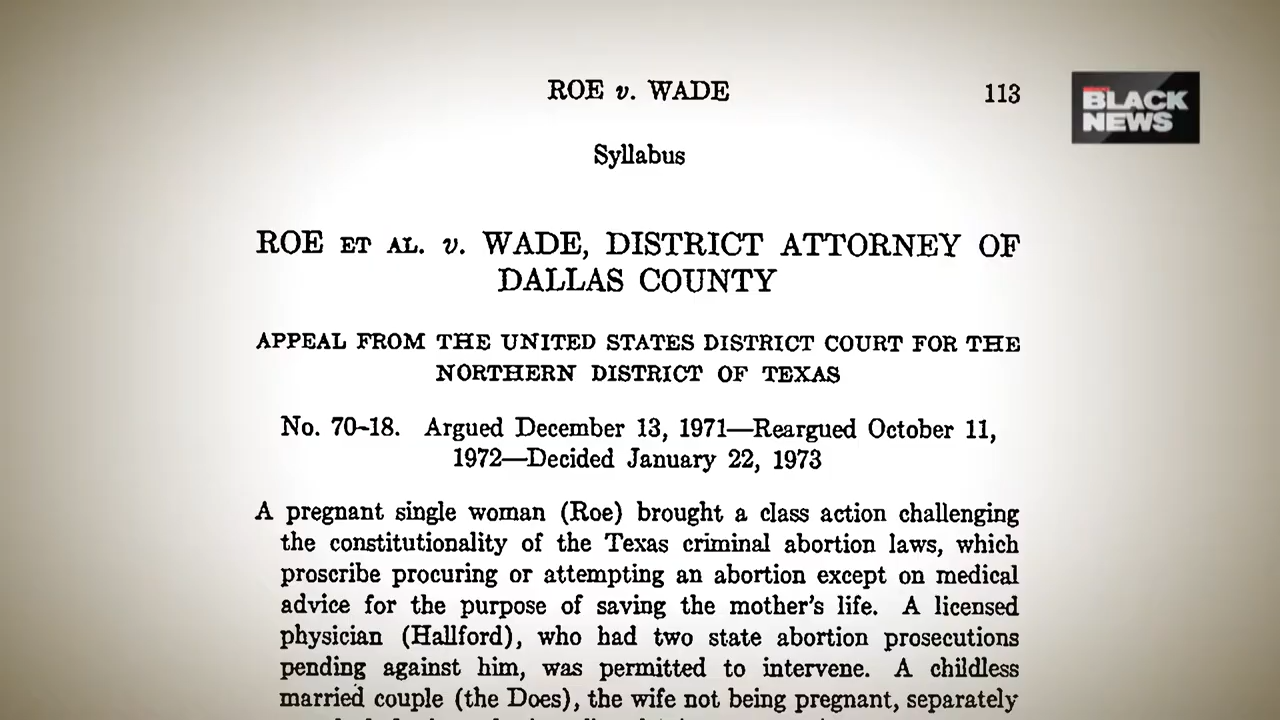 ROE v. WADE 113
BLACK
NEWS
Syllabus
ROE ET AL. v. WADE, DISTRICT ATTORNEY OF
DALLAS COUNTY
APPEAL FROM THE UNITED STATES DISTRICT COURT FOR THE
NORTHERN DISTRICT OF TEXAS
No. 70–18. Argued December 13, 1971—Reargued October 11,
1972—Decided January 22, 1973
A pregnant single woman (Roe) brought a class action challenging
the constitutionality of the Texas criminal abortion laws, which
proscribe procuring or attempting an abortion except on medical
advice for the purpose of saving the mother's life. A licensed
physician (Hallford), who had two state abortion prosecutions
pending against him, was permitted to intervene. A childless
married couple (the Does), the wife not being pregnant, separately